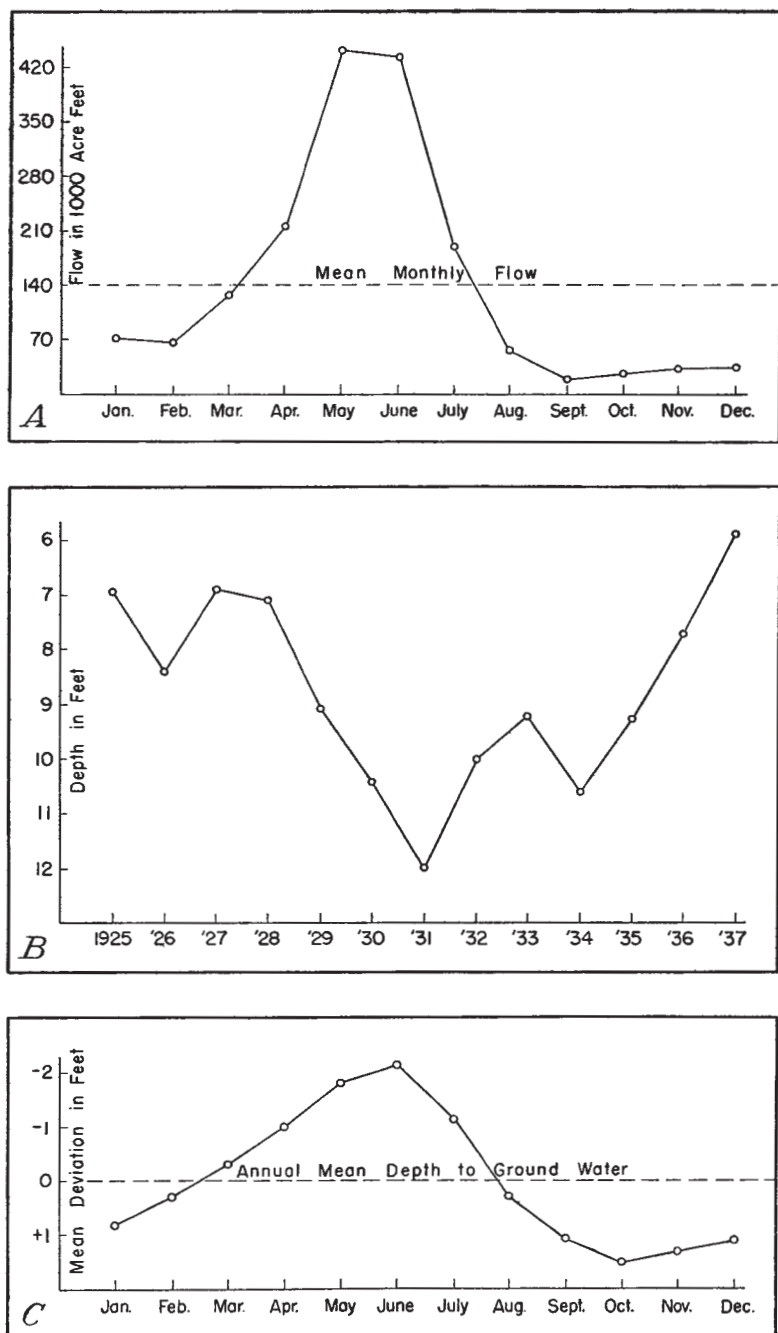 420
350
280
210
140
70
Flow in 1000 Acre Feet
Mean Monthly Flow
Jan. Feb. Mar. Apr. May June July Aug. Sept. Oct. Nov. Dec.
A
6
7
8
9
10
11
12
Depth in Feet
1925 '26 '27 '28 '29 '30 '31 '32 '33 '34 '35 '36 '37
B
-2
-1
0
+1
Mean Deviation in Feet
Annual Mean Depth to Ground Water
Jan. Feb. Mar. Apr. May June July Aug. Sept. Oct. Nov. Dec.
C